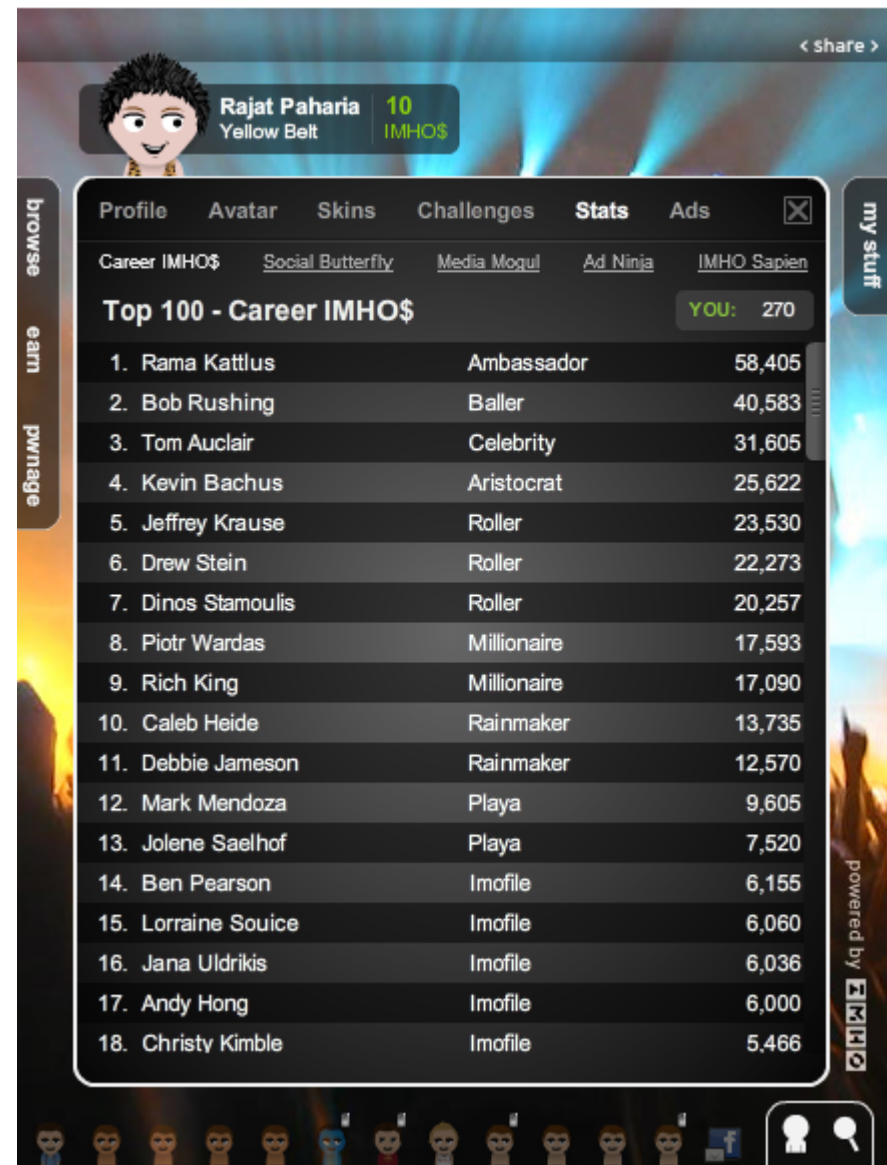 < share >
Rajat Paharia 10
Yellow Belt IMHO$
browse earn pwnage
my stuff
Profile Avatar Skins Challenges Stats Ads
Career IMHO$ Social Butterfly Media Mogul Ad Ninja IMHO Sapien
Top 100 - Career IMHO$ YOU: 270
1. Rama Kattlus Ambassador 58,405
2. Bob Rushing Baller 40,583
3. Tom Auclair Celebrity 31,605
4. Kevin Bachus Aristocrat 25,622
5. Jeffrey Krause Roller 23,530
6. Drew Stein Roller 22,273
7. Dinos Stamoulis Roller 20,257
8. Piotr Wardas Millionaire 17,593
9. Rich King Millionaire 17,090
10. Caleb Heide Rainmaker 13,735
11. Debbie Jameson Rainmaker 12,570
12. Mark Mendoza Playa 9,605
13. Jolene Saelhof Playa 7,520
14. Ben Pearson Imofile 6,155
15. Lorraine Souice Imofile 6,060
16. Jana Uldrikis Imofile 6,036
17. Andy Hong Imofile 6,000
18. Christy Kimble Imofile 5,466
powered by IMHO
f